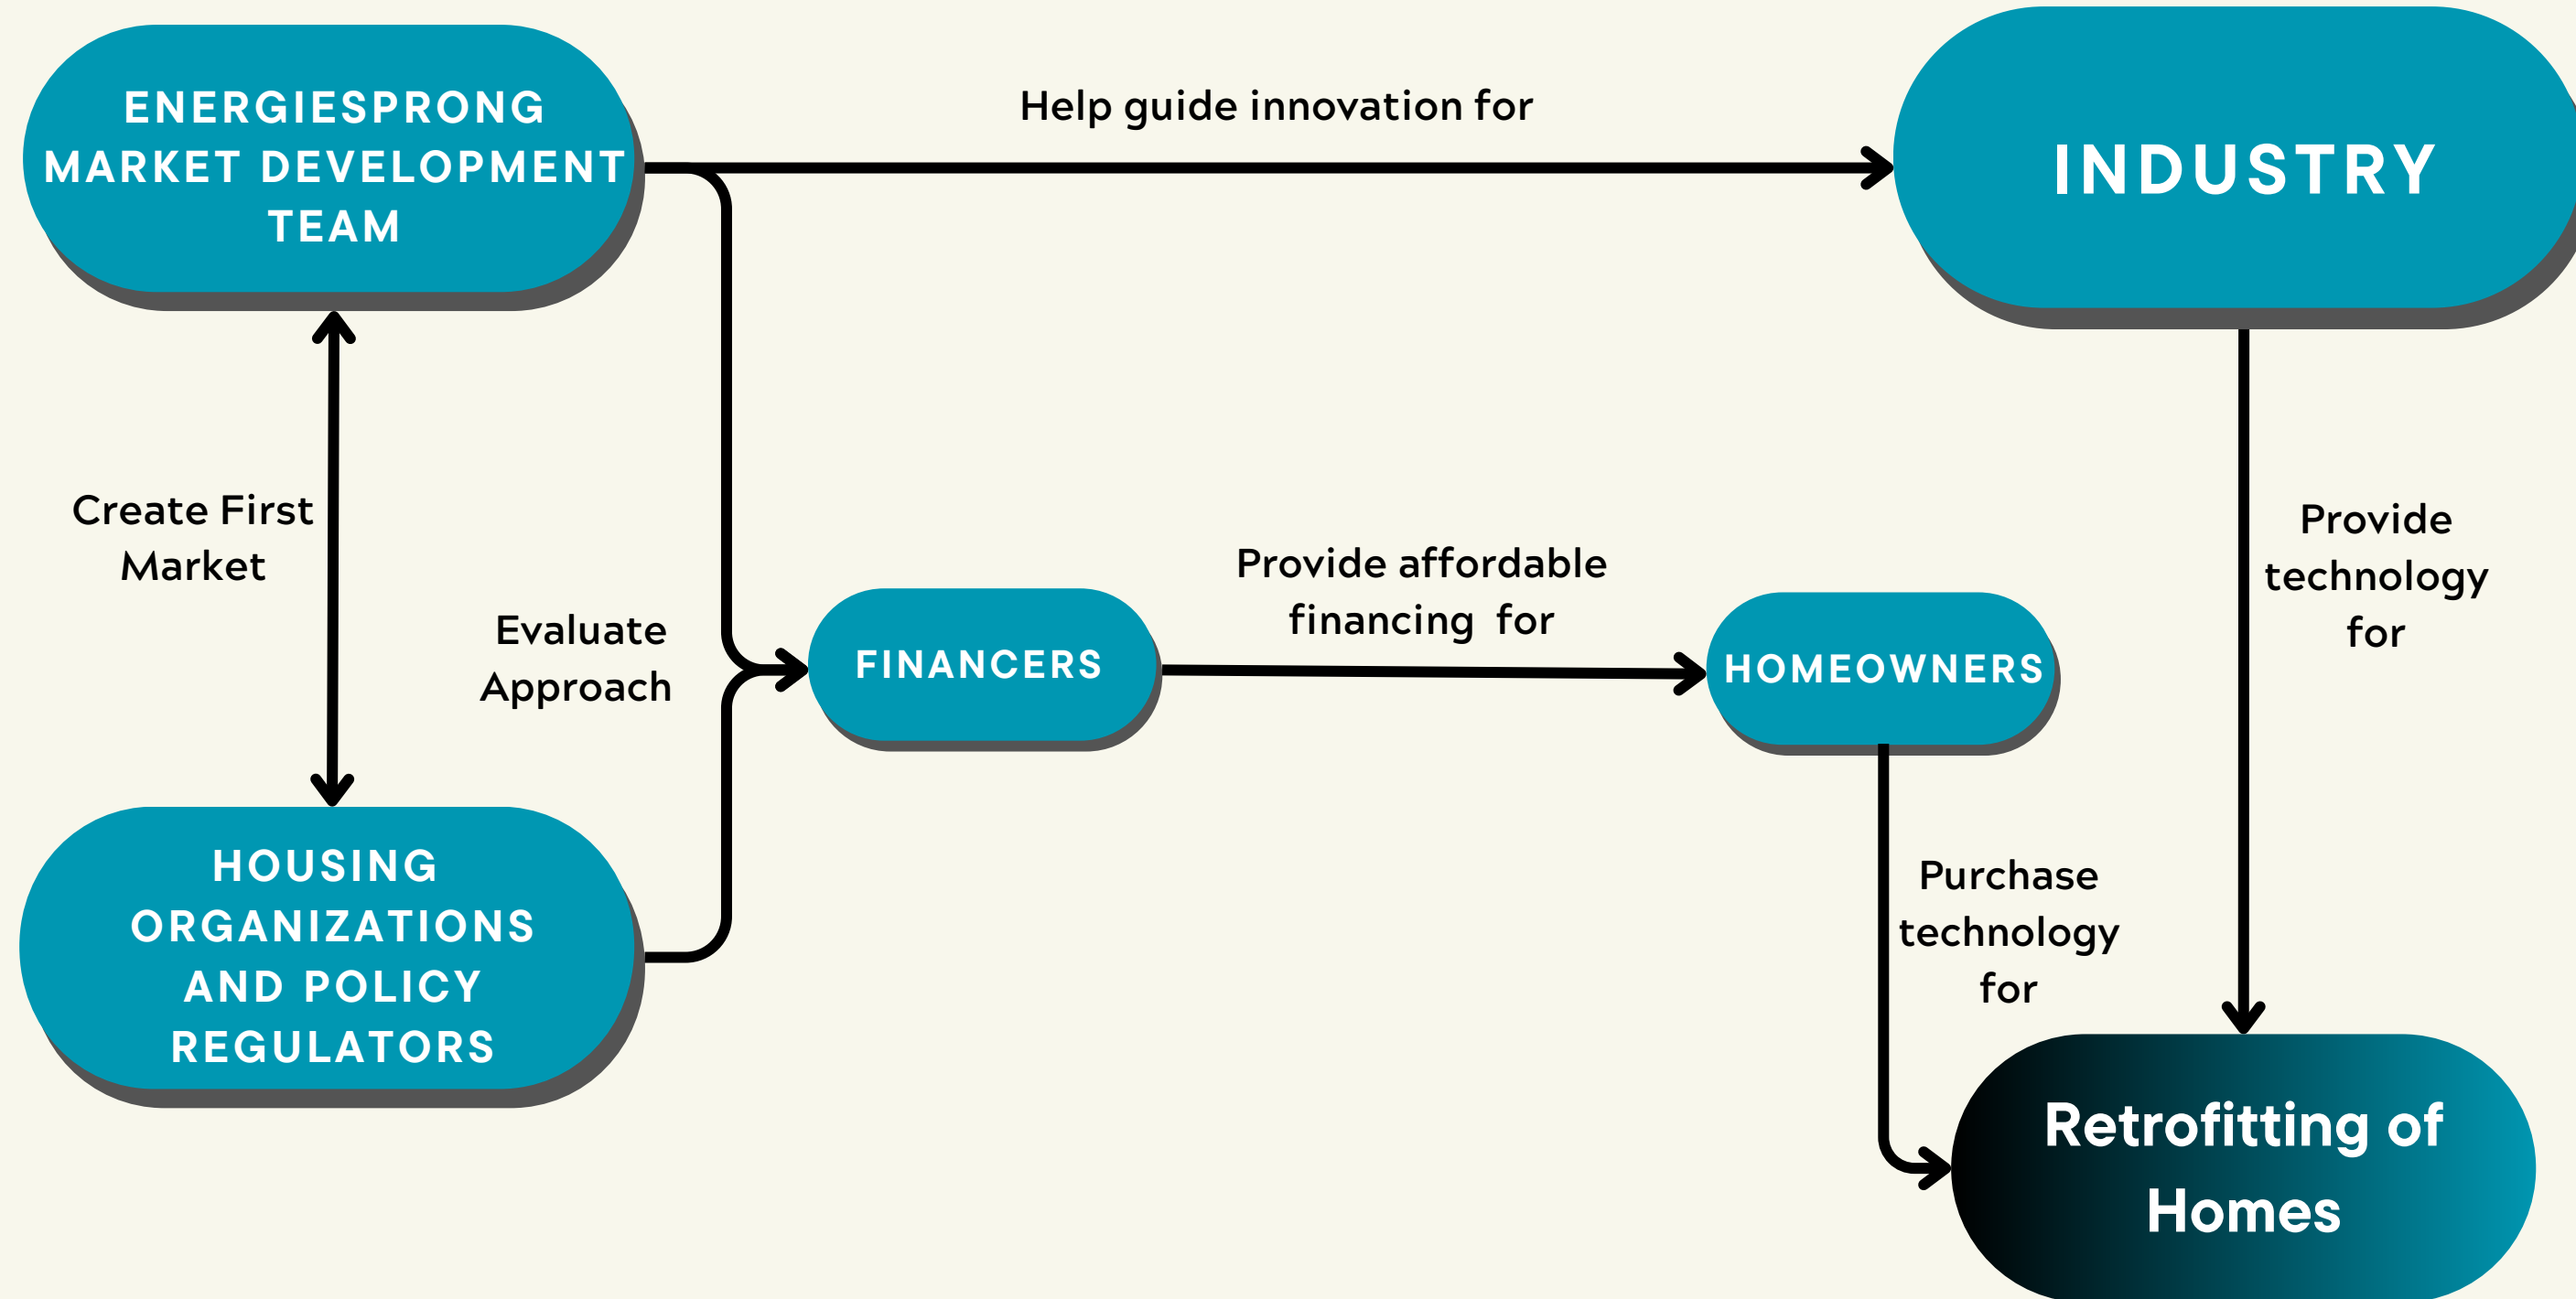 ENERGIESPRONG
MARKET DEVELOPMENT
TEAM
Help guide innovation for
INDUSTRY
Create First
Market
Evaluate
Approach
FINANCERS
Provide affordable
financing for
HOMEOWNERS
Provide
technology
for
HOUSING
ORGANIZATIONS
AND POLICY
REGULATORS
Purchase
technology
for
Retrofitting of
Homes